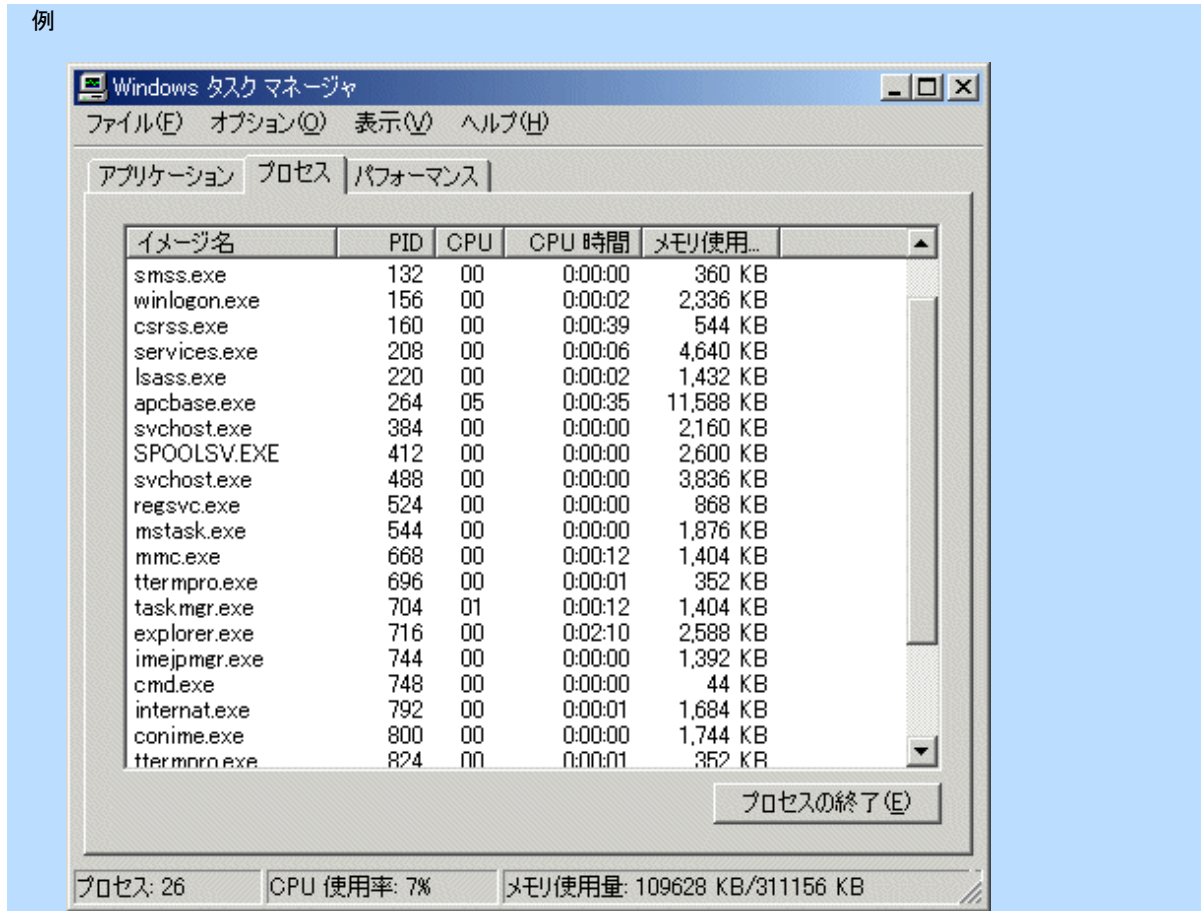 例
Windows タスク マネージャ
ファイル(F) オプション(O) 表示(V) ヘルプ(H)
アプリケーション プロセス パフォーマンス
イメージ名 PID CPU CPU 時間 メモリ使用...
smss.exe 132 00 0:00:00 360 KB
winlogon.exe 156 00 0:00:02 2,336 KB
csrss.exe 160 00 0:00:39 544 KB
services.exe 208 00 0:00:06 4,640 KB
lsass.exe 220 00 0:00:02 1,432 KB
apcbase.exe 264 05 0:00:35 11,588 KB
svchost.exe 384 00 0:00:00 2,160 KB
SPOOLSV.EXE 412 00 0:00:00 2,600 KB
svchost.exe 488 00 0:00:00 3,836 KB
regsvc.exe 524 00 0:00:00 868 KB
mstask.exe 544 00 0:00:00 1,876 KB
mmc.exe 668 00 0:00:12 1,404 KB
ttermpro.exe 696 00 0:00:01 352 KB
taskmgr.exe 704 01 0:00:12 1,404 KB
explorer.exe 716 00 0:02:10 2,588 KB
imejpmgr.exe 744 00 0:00:00 1,392 KB
cmd.exe 748 00 0:00:00 44 KB
internat.exe 792 00 0:00:01 1,684 KB
conime.exe 800 00 0:00:00 1,744 KB
ttermpro.exe 824 00 0:00:01 352 KB
プロセスの終了(E)
プロセス: 26 CPU 使用率: 7% メモリ使用量: 109628 KB/311156 KB